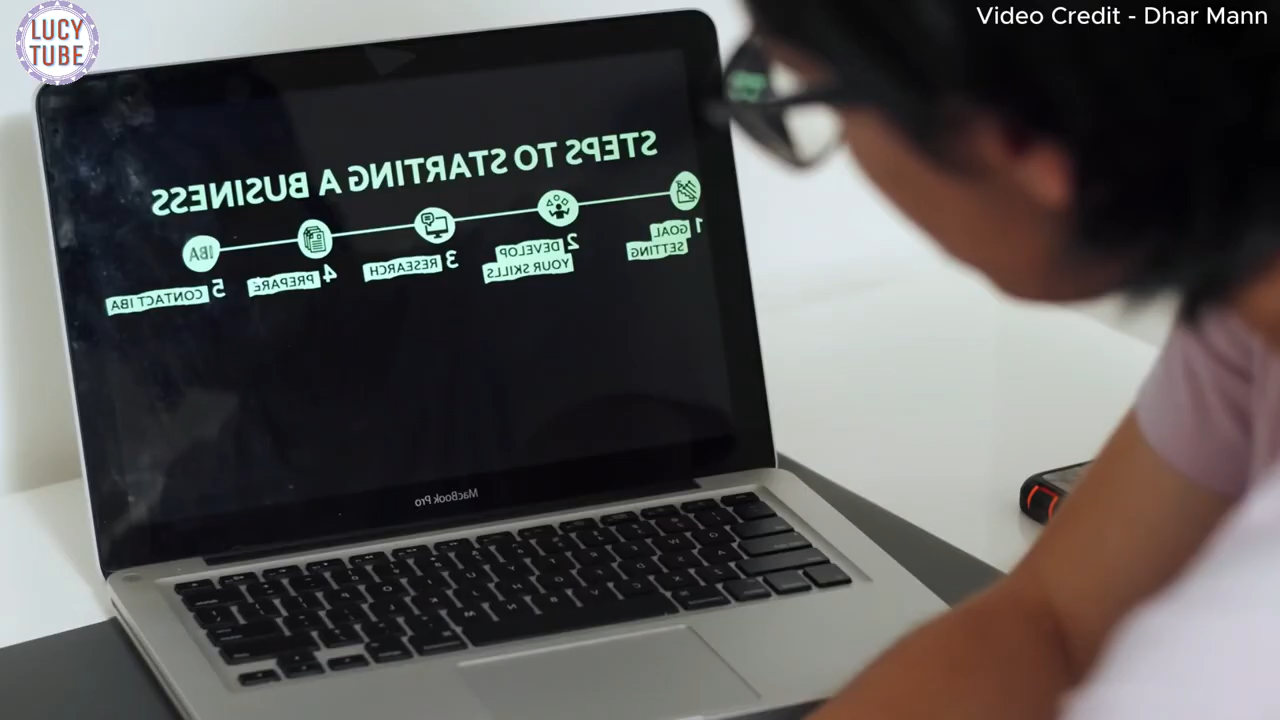 LUCY
TUBE
Video Credit - Dhar Mann
STEPS TO STARTING A BUSINESS
1
GOAL
SETTING
2
DEVELOP
YOUR SKILLS
3
RESEARCH
4
PREPARE
IBA
5
CONTACT IBA
MacBook Pro